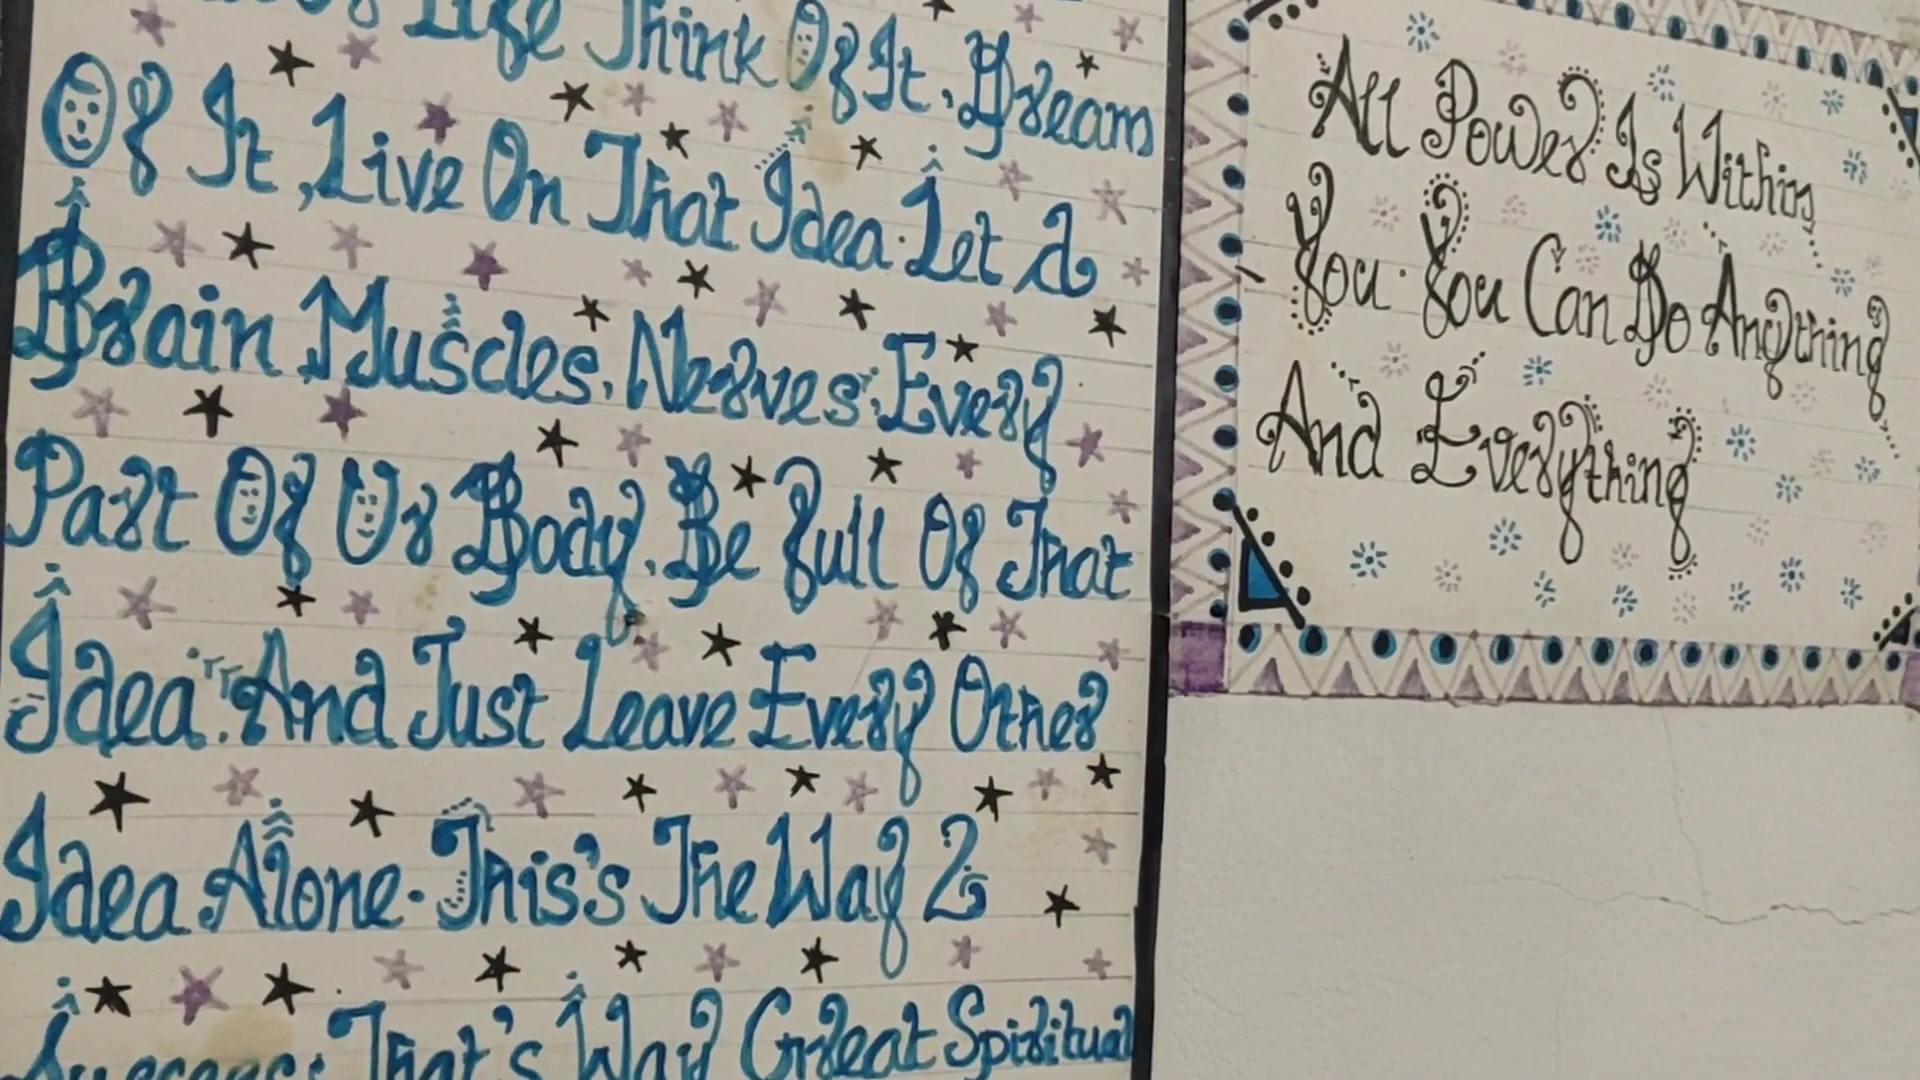 Life Think Of It, Dream
Of It, Live On That Idea. Let d
Brain, Muscles, Nerves, Every
Part Of Ur Body, Be full Of That
Idea. And Just Leave Every Other
Idea Alone. This's The Way 2
Success. That's Way Great Spiritual
All Power Is Within
You. You Can Do Anything
And Everything